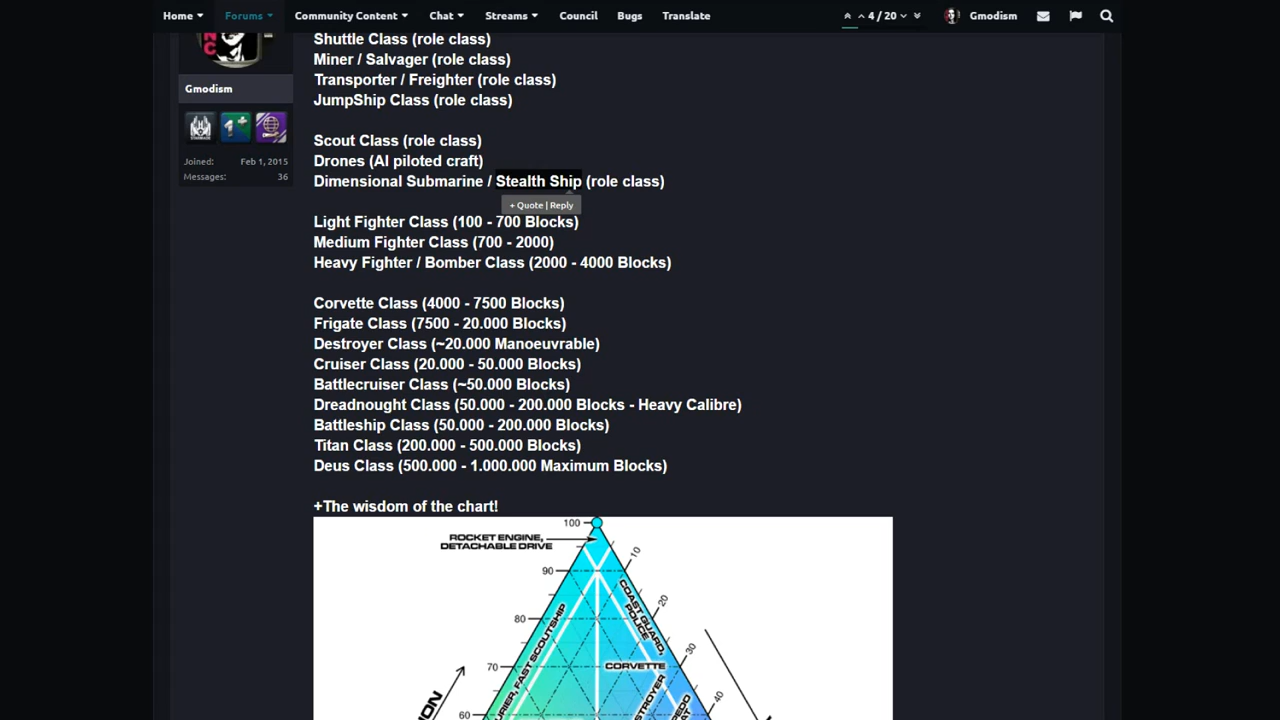 Home Forums Community Content Chat Streams Council Bugs Translate 4 / 20 Gmodism
NC
Shuttle Class (role class)
Miner / Salvager (role class)
Transporter / Freighter (role class)
JumpShip Class (role class)
Gmodism
1+
Joined: Feb 1, 2015
Messages: 36
Scout Class (role class)
Drones (AI piloted craft)
Dimensional Submarine / Stealth Ship (role class)
+ Quote | Reply
Light Fighter Class (100 - 700 Blocks)
Medium Fighter Class (700 - 2000)
Heavy Fighter / Bomber Class (2000 - 4000 Blocks)
Corvette Class (4000 - 7500 Blocks)
Frigate Class (7500 - 20.000 Blocks)
Destroyer Class (~20.000 Manoeuvrable)
Cruiser Class (20.000 - 50.000 Blocks)
Battlecruiser Class (~50.000 Blocks)
Dreadnought Class (50.000 - 200.000 Blocks - Heavy Calibre)
Battleship Class (50.000 - 200.000 Blocks)
Titan Class (200.000 - 500.000 Blocks)
Deus Class (500.000 - 1.000.000 Maximum Blocks)
+The wisdom of the chart!
100
ROCKET ENGINE,
DETACHABLE DRIVE
10
90
20
COAST GUARD,
POLICE
80
30
FAST SCOUTSHIP
70
CORVETTE
40
60